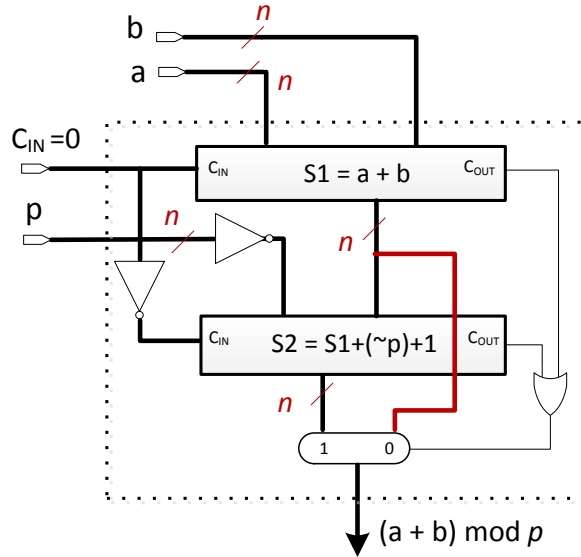 n
b
a
n
C_IN =0
C_IN
S1 = a + b
C_OUT
p
n
n
C_IN
S2 = S1+(~p)+1
C_OUT
n
1 0
(a + b) mod p